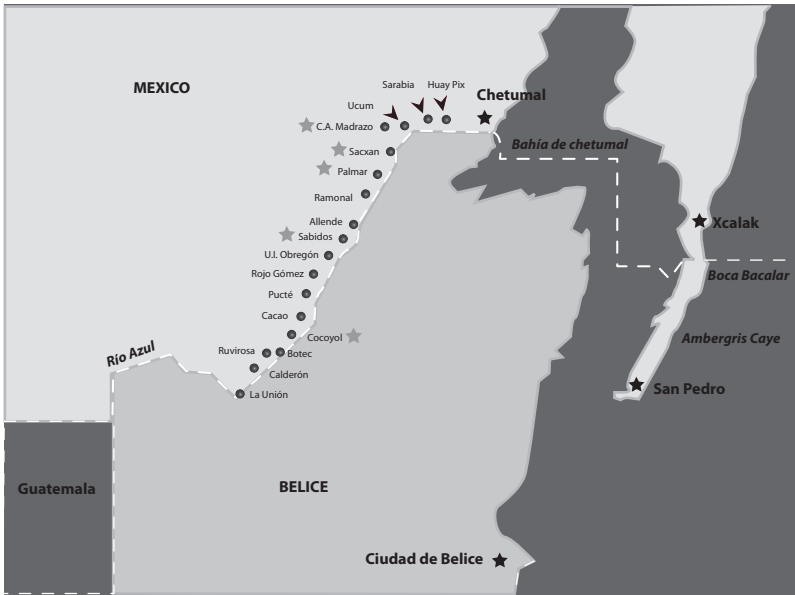 Sarabia
Huay Pix
MEXICO
Chetumal
Ucum
C.A. Madrazo
Bahía de chetumal
Sacxan
Palmar
Ramonal
Allende
Xcalak
Sabidos
U.I. Obregón
Rojo Gómez
Boca Bacalar
Pucté
Cacao
Cocoyol
Ambergris Caye
Río Azul
Ruvirosa
Botec
Calderón
San Pedro
La Unión
Guatemala
BELICE
Ciudad de Belice